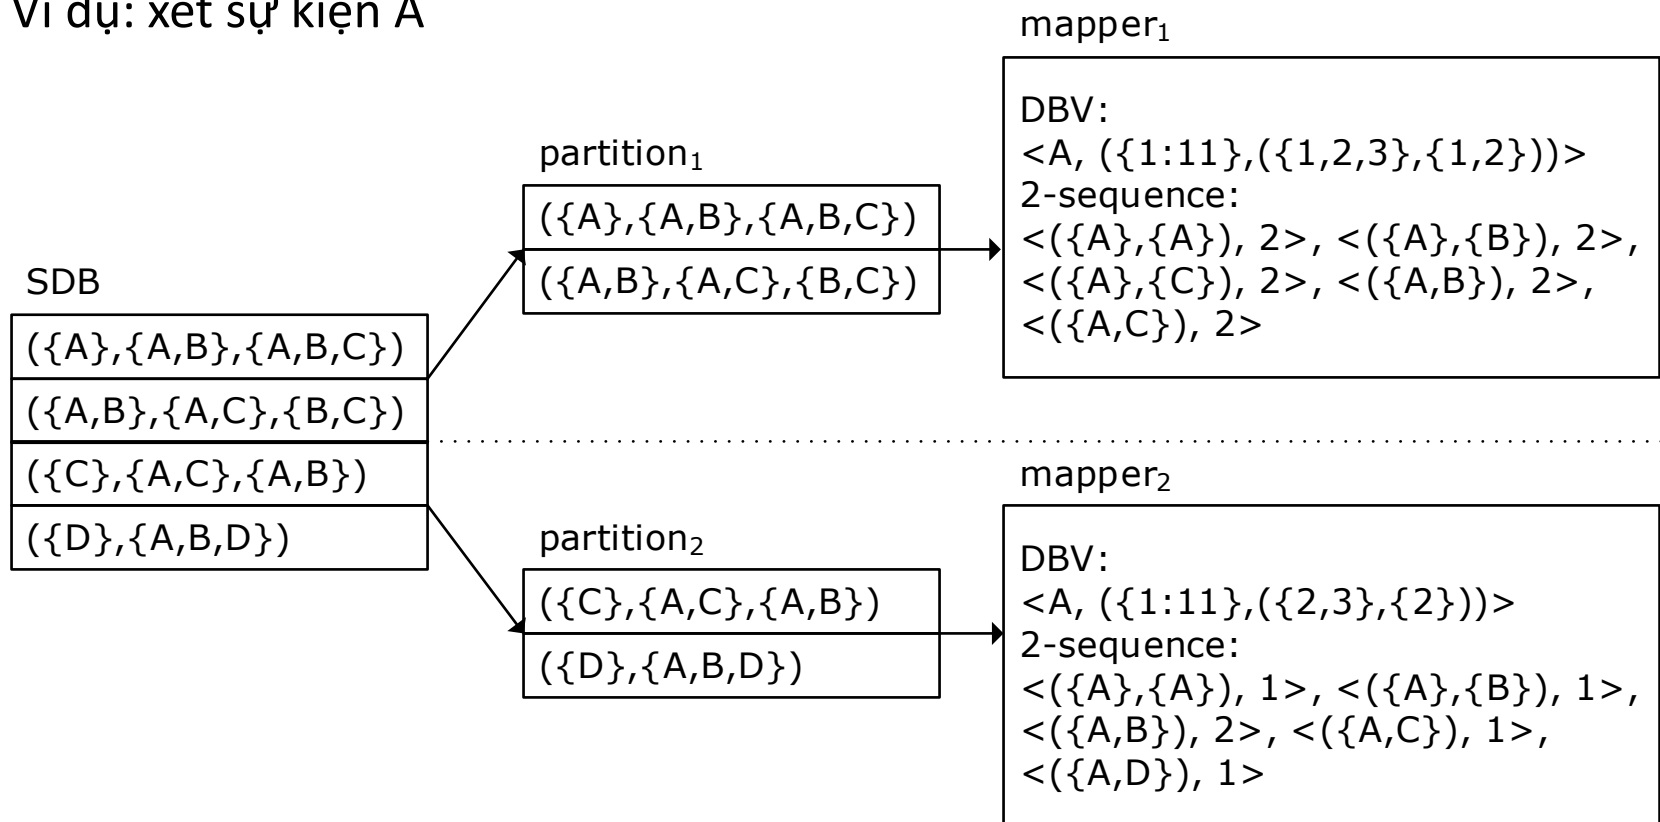 Ví dụ: xét sự kiện A
SDB
({A},{A,B},{A,B,C})
({A,B},{A,C},{B,C})
({C},{A,C},{A,B})
({D},{A,B,D})
partition₁
({A},{A,B},{A,B,C})
({A,B},{A,C},{B,C})
mapper₁
DBV:
<A, ({1:11},({1,2,3},{1,2}))>
2-sequence:
<({A},{A}), 2>, <({A},{B}), 2>,
<({A},{C}), 2>, <({A,B}), 2>,
<({A,C}), 2>
partition₂
({C},{A,C},{A,B})
({D},{A,B,D})
mapper₂
DBV:
<A, ({1:11},({2,3},{2}))>
2-sequence:
<({A},{A}), 1>, <({A},{B}), 1>,
<({A,B}), 2>, <({A,C}), 1>,
<({A,D}), 1>